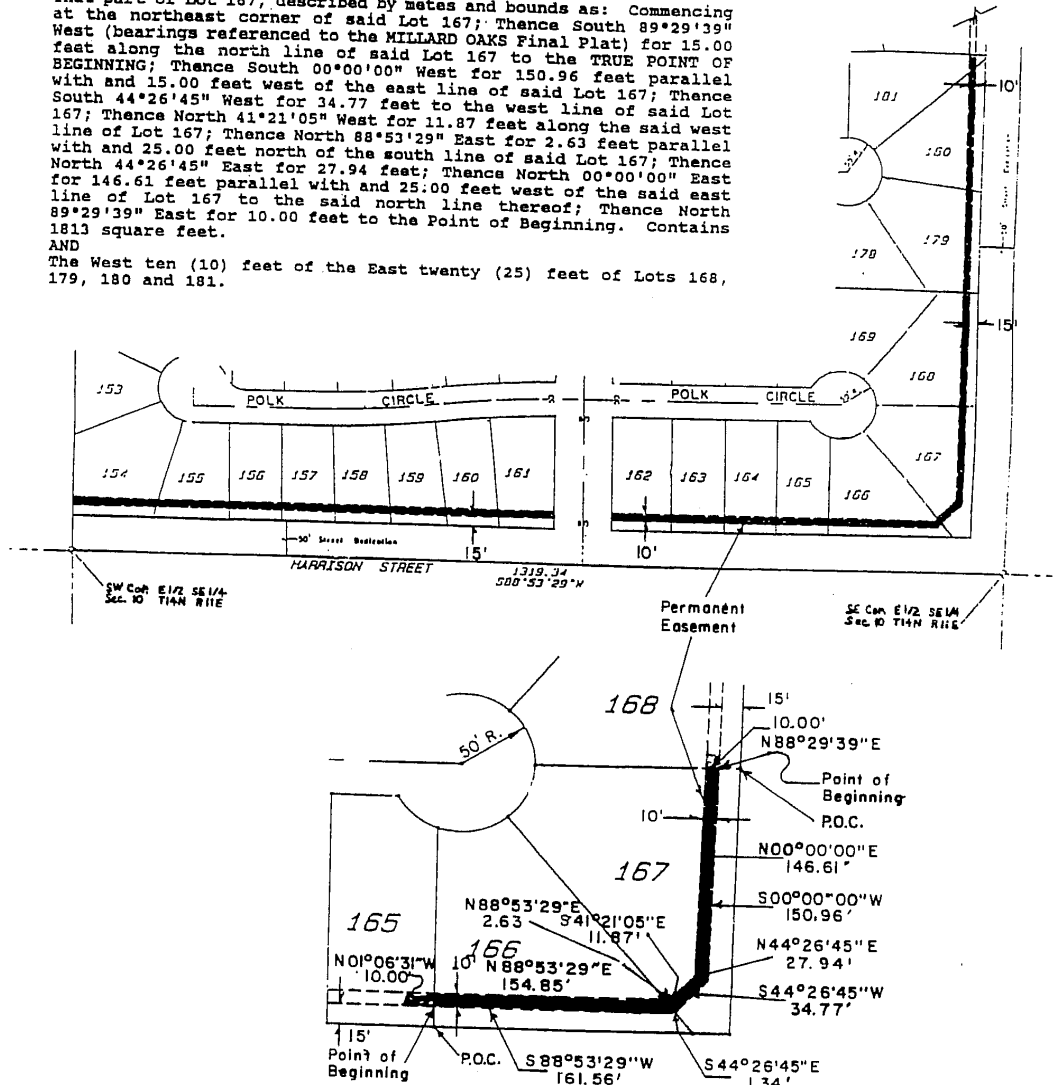 That part of Lot 167, described by metes and bounds as: Commencing
at the northeast corner of said Lot 167; Thence South 89°29'39"
West (bearings referenced to the MILLARD OAKS Final Plat) for 15.00
feet along the north line of said Lot 167 to the TRUE POINT OF
BEGINNING; Thence South 00°00'00" West for 150.96 feet parallel
with and 15.00 feet west of the east line of said Lot 167; Thence
South 44°26'45" West for 34.77 feet to the west line of said Lot
167; Thence North 41°21'05" West for 11.87 feet along the said west
line of Lot 167; Thence North 88°53'29" East for 2.63 feet parallel
with and 25.00 feet north of the south line of said Lot 167; Thence
North 44°26'45" East for 27.94 feet; Thence North 00°00'00" East
for 146.61 feet parallel with and 25.00 feet west of the said east
line of Lot 167 to the said north line thereof; Thence North
89°29'39" East for 10.00 feet to the Point of Beginning. Contains
1813 square feet.
AND
The West ten (10) feet of the East twenty (25) feet of Lots 168,
179, 180 and 181.
181
10'
180
179
178
15'
169
168
153
POLK CIRCLE
POLK CIRCLE
167
154
155
156
157
158
159
160
161
162
163
164
165
166
50' Street Dedication
15'
10'
HARRISON STREET
1319.34
S88°53'29"W
SW Cor. E1/2 SE1/4
Sec. 10 T14N R11E
SE Cor. E1/2 SE1/4
Sec. 10 T14N R11E
Permanent
Easement
168
15'
10.00'
N88°29'39"E
50' R.
Point of
Beginning
10'
P.O.C.
N00°00'00"E
146.61'
167
S00°00'00"W
150.96'
N88°53'29"E
2.63
S41°21'05"E
11.87'
165
166
N44°26'45"E
27.94'
N01°06'31"W
10.00'
10'
N88°53'29"E
154.85'
S44°26'45"W
34.77'
15'
Point of
Beginning
P.O.C.
S88°53'29"W
161.56'
S44°26'45"E
1.34'